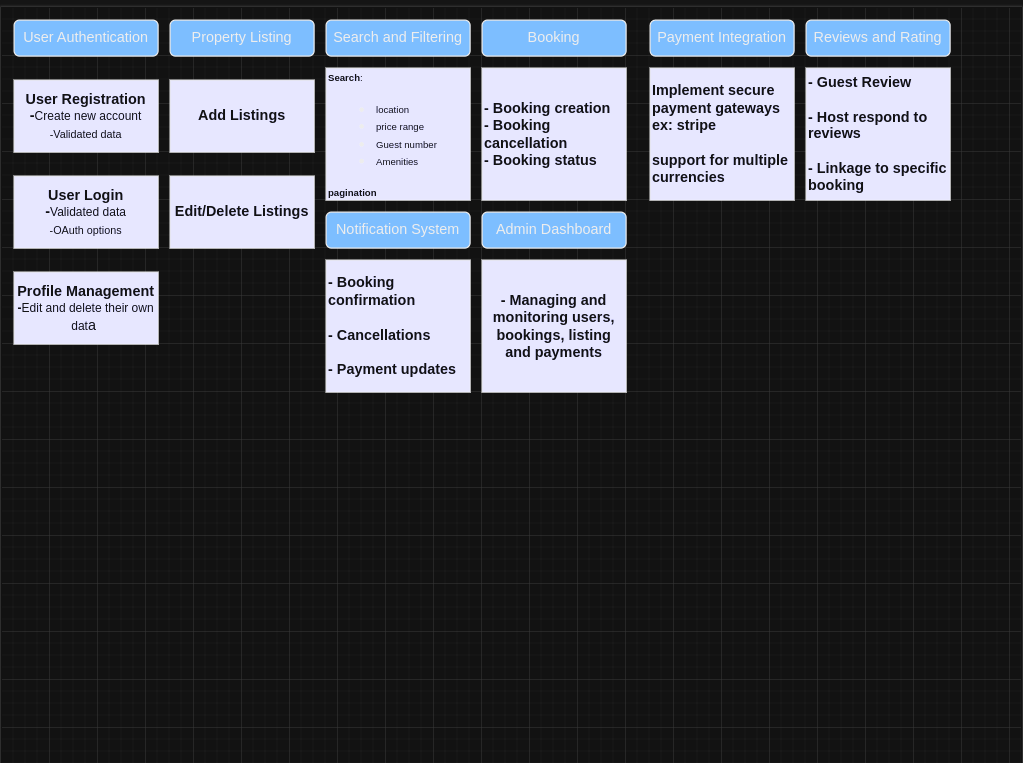 User Authentication
Property Listing
Search and Filtering
Booking
Payment Integration
Reviews and Rating
User Registration
-Create new account
-Validated data
User Login
-Validated data
-OAuth options
Profile Management
-Edit and delete their own
data
Add Listings
Edit/Delete Listings
Search:
location
price range
Guest number
Amenities
pagination
- Booking creation
- Booking
cancellation
- Booking status
Implement secure
payment gateways
ex: stripe
support for multiple
currencies
- Guest Review
- Host respond to
reviews
- Linkage to specific
booking
Notification System
Admin Dashboard
- Booking
confirmation
- Cancellations
- Payment updates
- Managing and
monitoring users,
bookings, listing
and payments